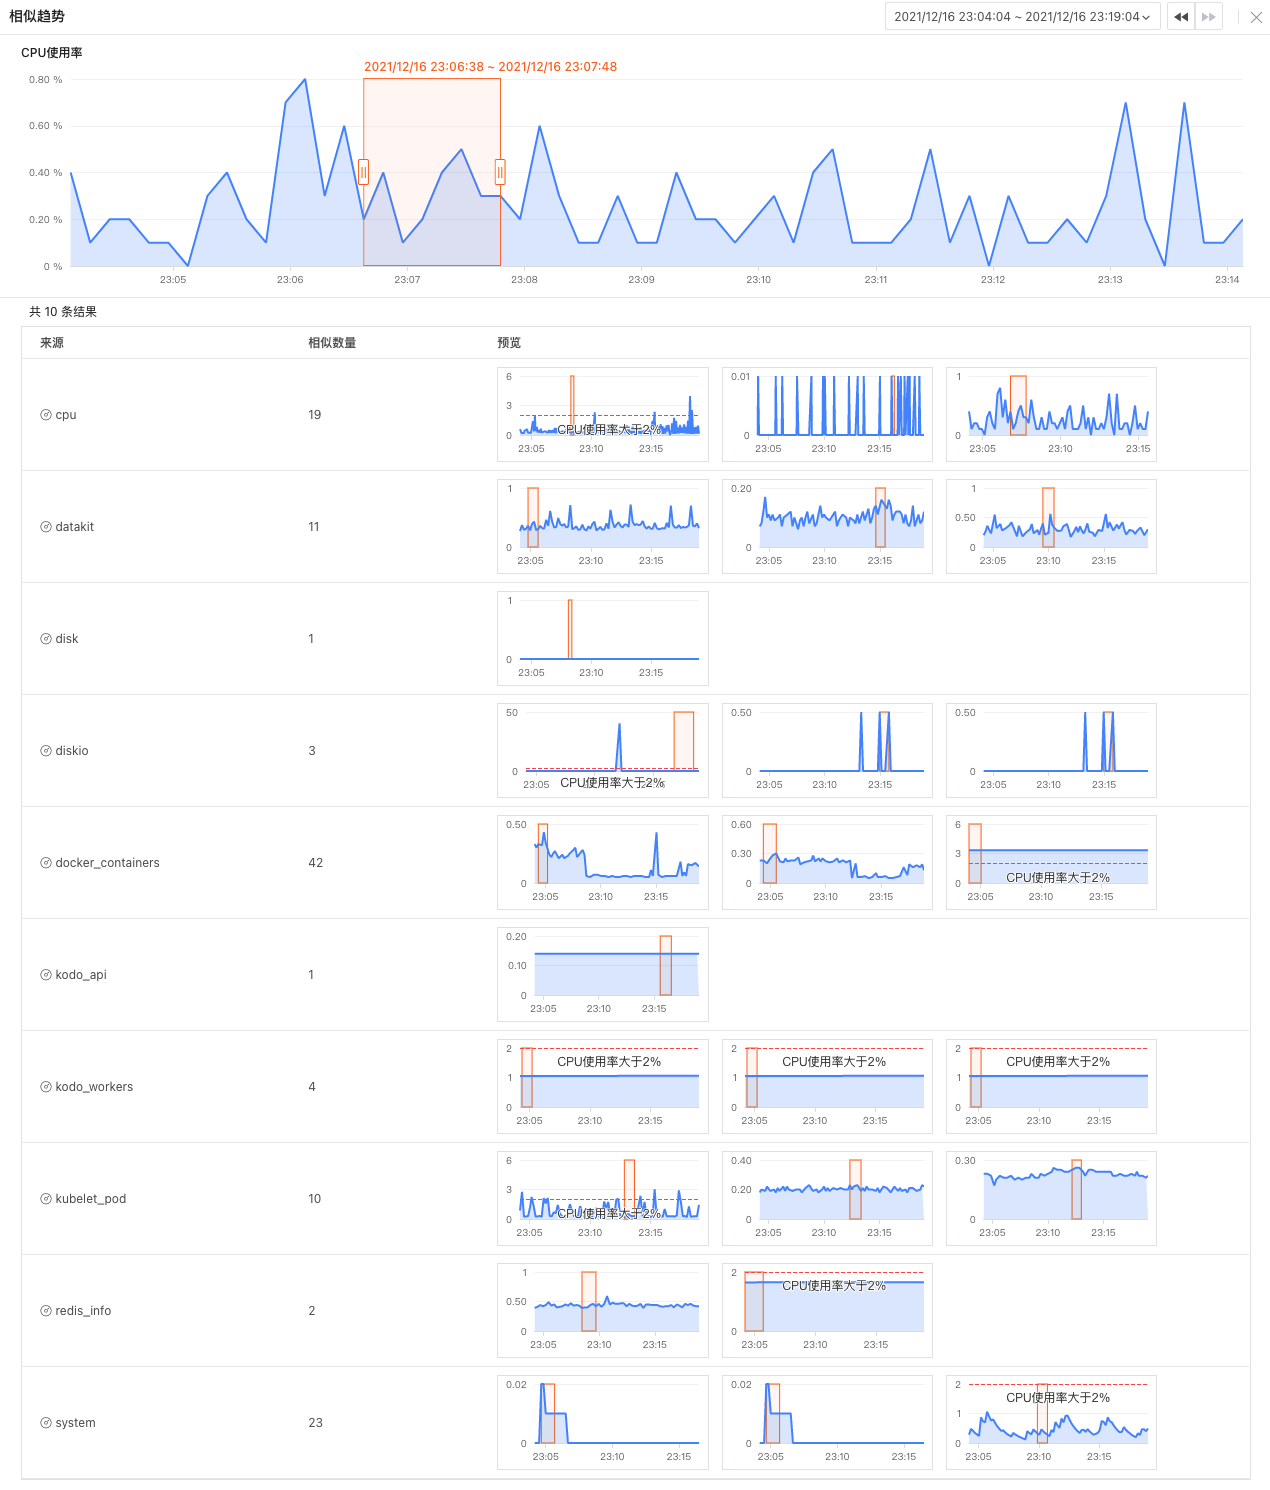 相似趋势
2021/12/16 23:04:04 ~ 2021/12/16 23:19:04
CPU使用率
2021/12/16 23:06:38 ~ 2021/12/16 23:07:48
0.80 %
0.60 %
0.40 %
0.20 %
0 %
23:05 23:06 23:07 23:08 23:09 23:10 23:11 23:12 23:13 23:14
共 10 条结果
来源 相似数量 预览
6 0.01 1
3
cpu 19
CPU使用率大于2%
0 0 0
23:05 23:10 23:15 23:05 23:10 23:15 23:05 23:10 23:15
1 0.20 1
0.50
datakit 11
0 0 0
23:05 23:10 23:15 23:05 23:10 23:15 23:05 23:10 23:15
1
disk 1
0
23:05 23:10 23:15
50 0.50 0.50
diskio 3
0 0 0
CPU使用率大于2%
23:05 23:05 23:10 23:15 23:05 23:10 23:15
0.50 0.60 6
0.30 3
docker_containers 42
CPU使用率大于2%
0 0 0
23:05 23:10 23:15 23:05 23:10 23:15 23:05 23:10 23:15
0.20
0.10
kodo_api 1
0
23:05 23:10 23:15
2 2 2
CPU使用率大于2% CPU使用率大于2% CPU使用率大于2%
1 1 1
kodo_workers 4
0 0 0
23:05 23:10 23:15 23:05 23:10 23:15 23:05 23:10 23:15
6 0.40 0.30
3 0.20
kubelet_pod 10
CPU使用率大于2%
0 0 0
23:05 23:10 23:15 23:05 23:10 23:15 23:05 23:10 23:15
1 2
CPU使用率大于2%
0.50
redis_info 2
0 0
23:05 23:10 23:15 23:05 23:10 23:15
0.02 0.02 2
CPU使用率大于2%
1
system 23
0 0 0
23:05 23:10 23:15 23:05 23:10 23:15 23:05 23:10 23:15